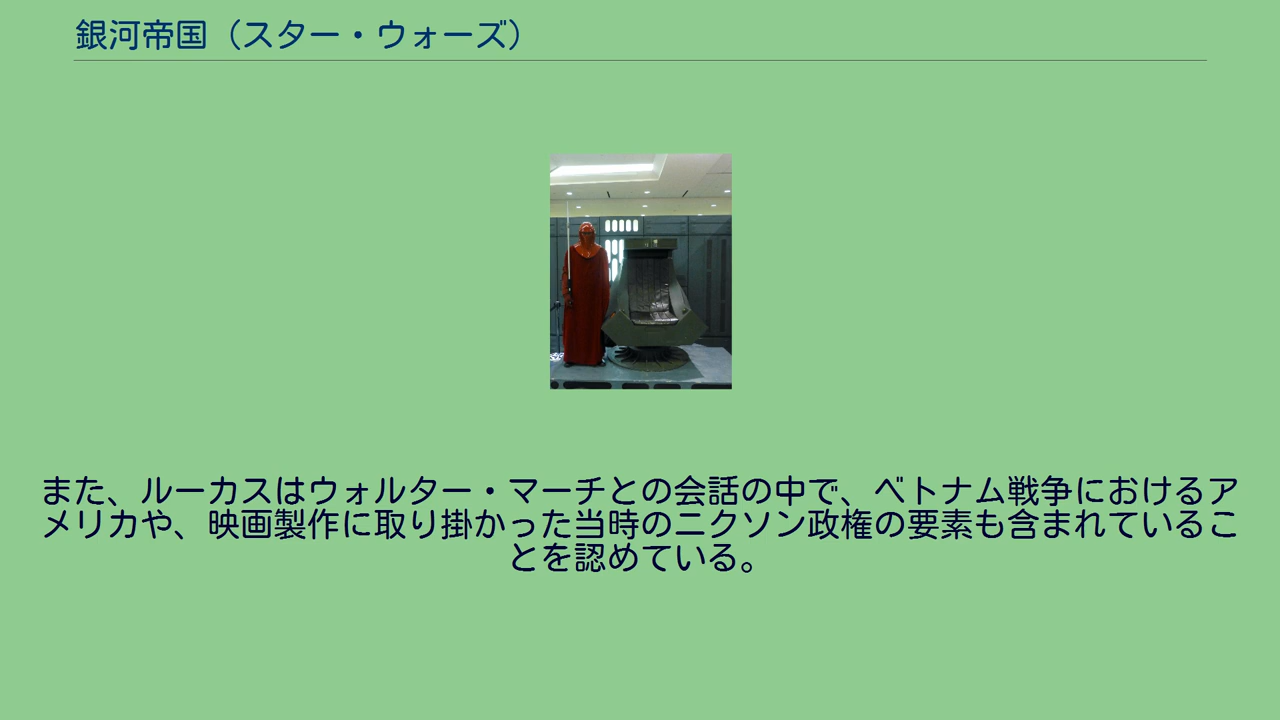 銀河帝国（スター・ウォーズ）
また、ルーカスはウォルター・マーチとの会話の中で、ベトナム戦争におけるア
メリカや、映画製作に取り掛かった当時のニクソン政権の要素も含まれているこ
とを認めている。